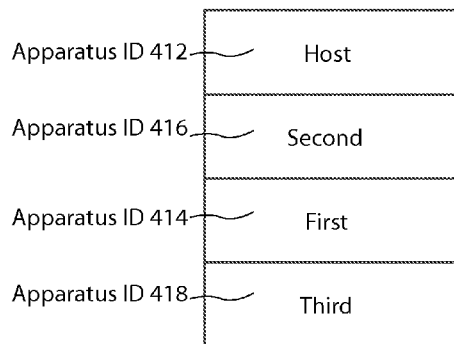 Apparatus ID 412 Host
Apparatus ID 416 Second
Apparatus ID 414 First
Apparatus ID 418 Third